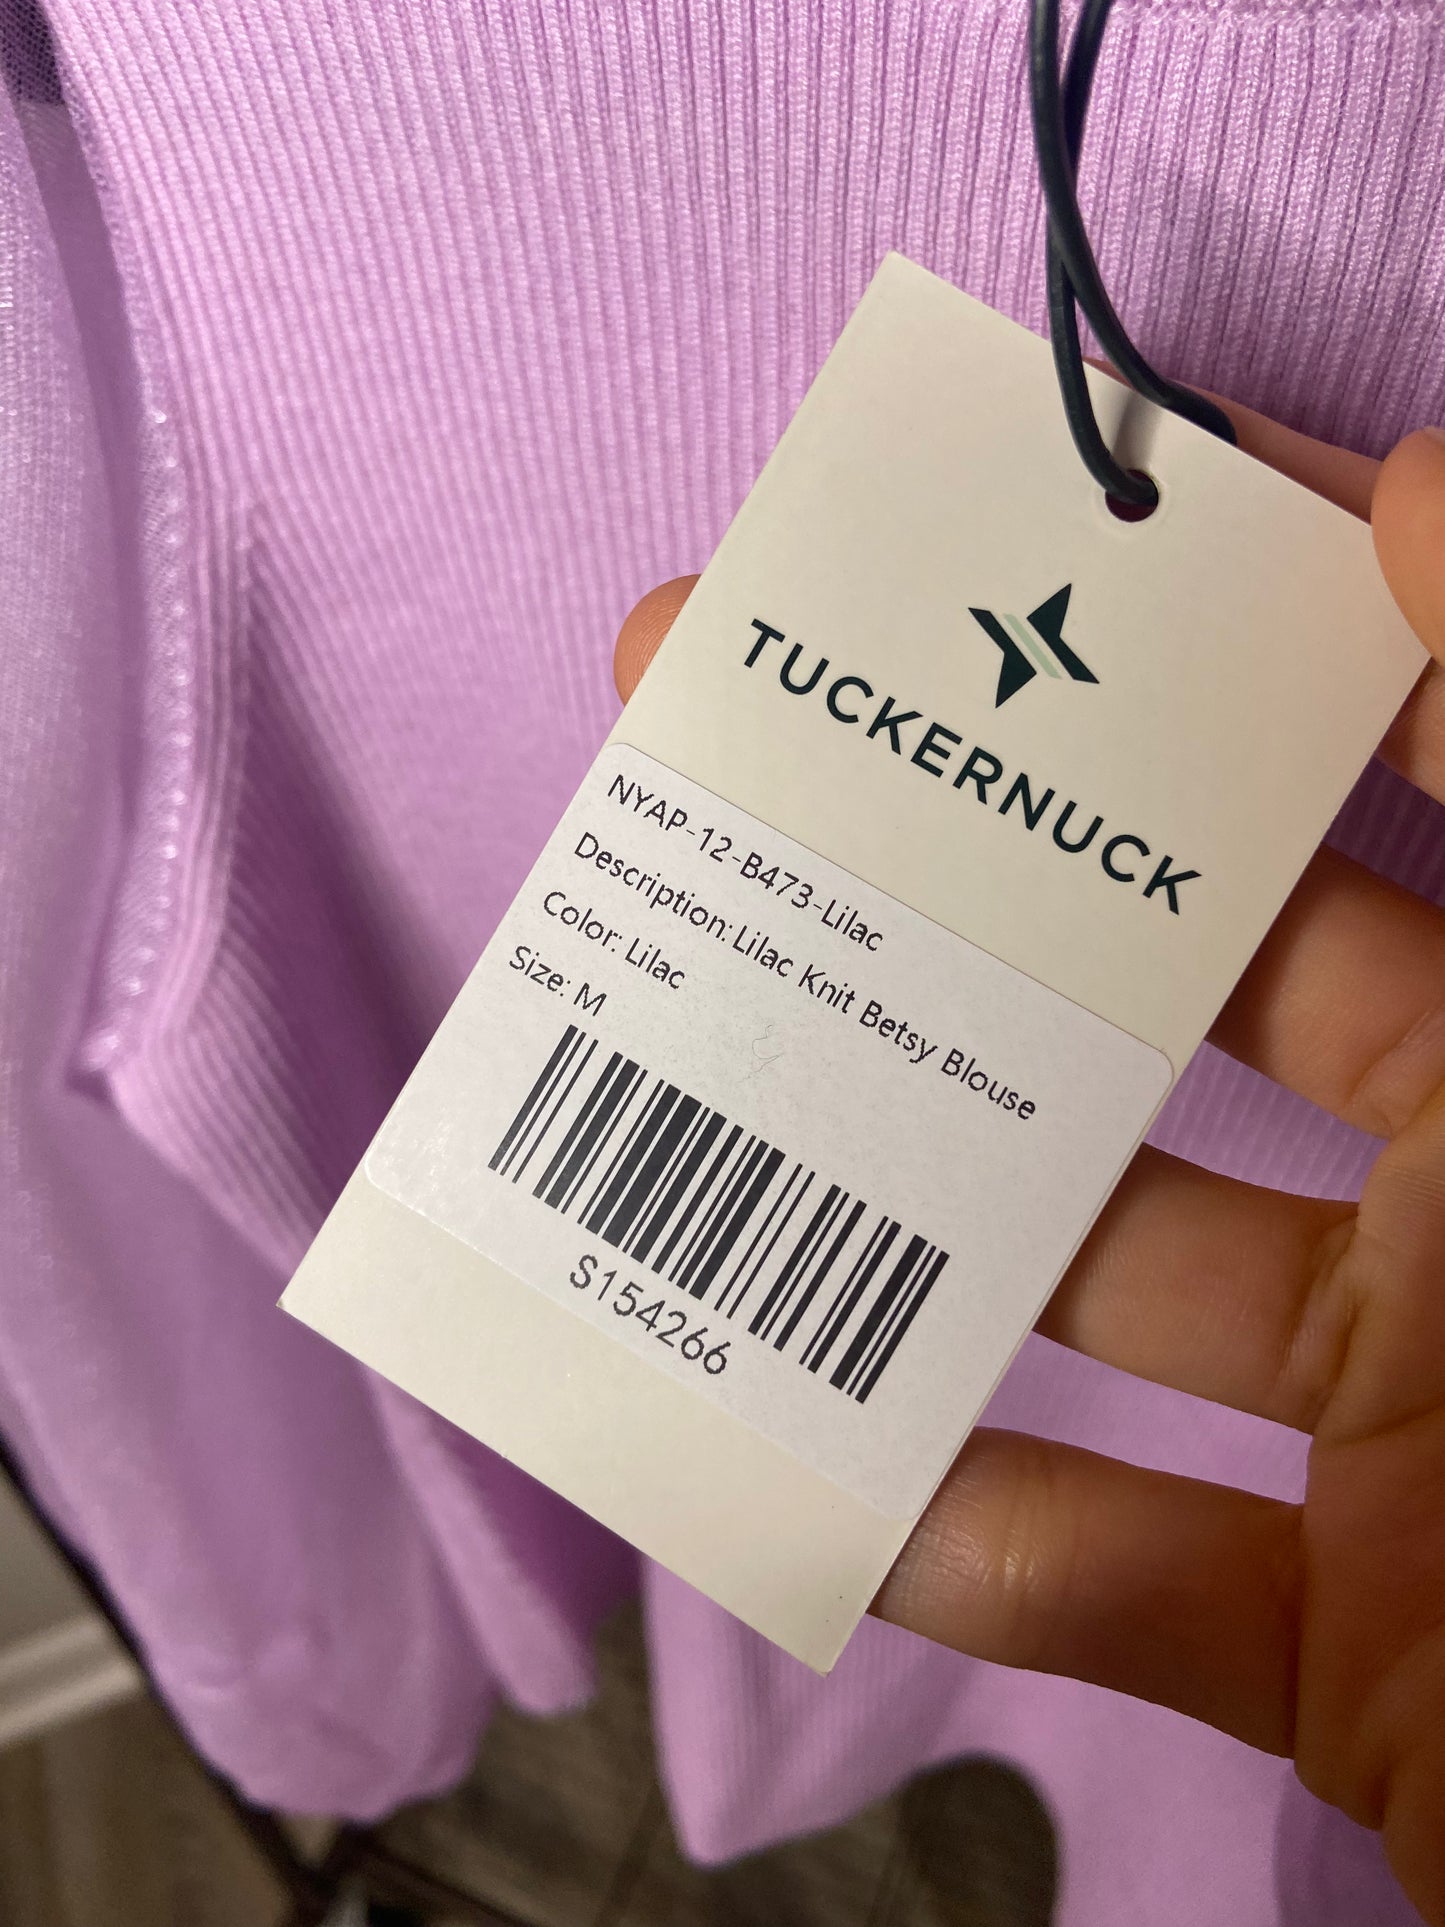 TUCKERNUCK
NYAP-12-B473-Lilac
Description: Lilac Knit Betsy Blouse
Color: Lilac
Size: M
S154266